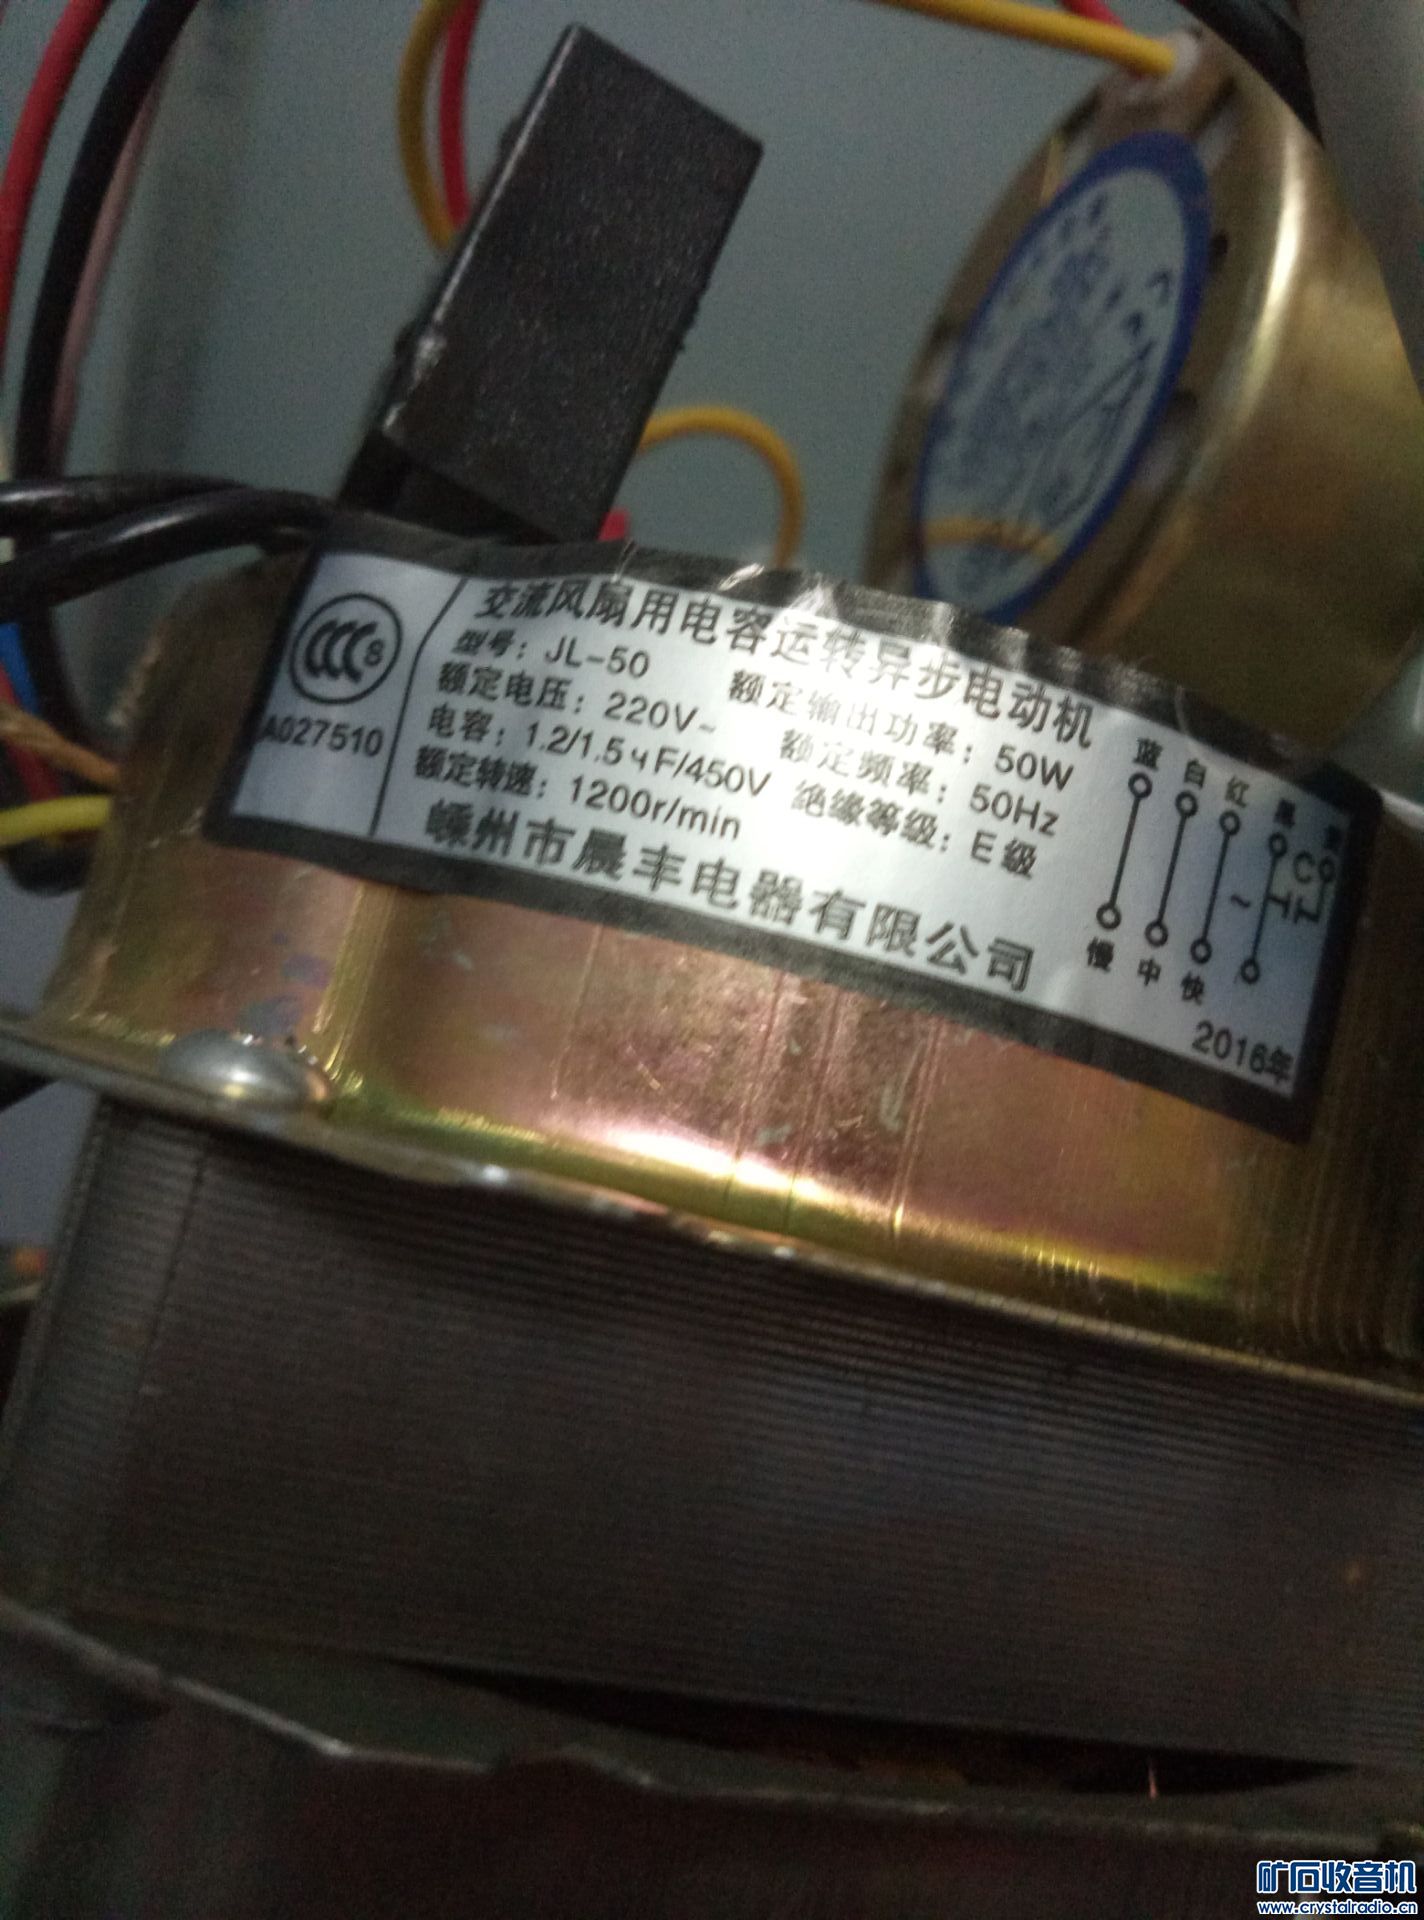 交流风扇用电容运转异步电动机
型号：JL-50 额定输出功率：50W
额定电压：220V~ 额定频率：50Hz
电容：1.2/1.5чF/450V 绝缘等级：E级
额定转速：1200r/min
嵊州市晨丰电器有限公司
CCC S
A027510
蓝 白 红 黑
C
~
慢 中 快
2016年
矿石收音机
www.crystalradio.cn